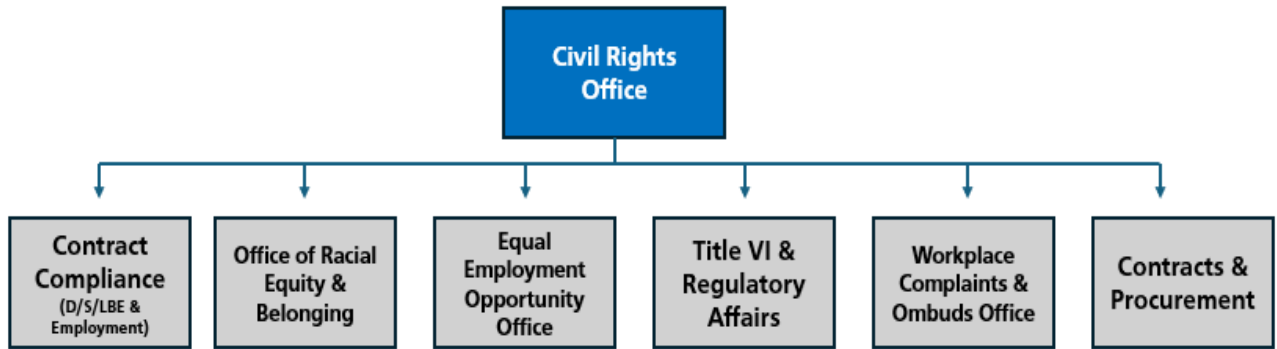 Civil Rights
Office
Contract
Compliance
(D/S/LBE &
Employment)
Office of Racial
Equity &
Belonging
Equal
Employment
Opportunity
Office
Title VI &
Regulatory
Affairs
Workplace
Complaints &
Ombuds Office
Contracts &
Procurement